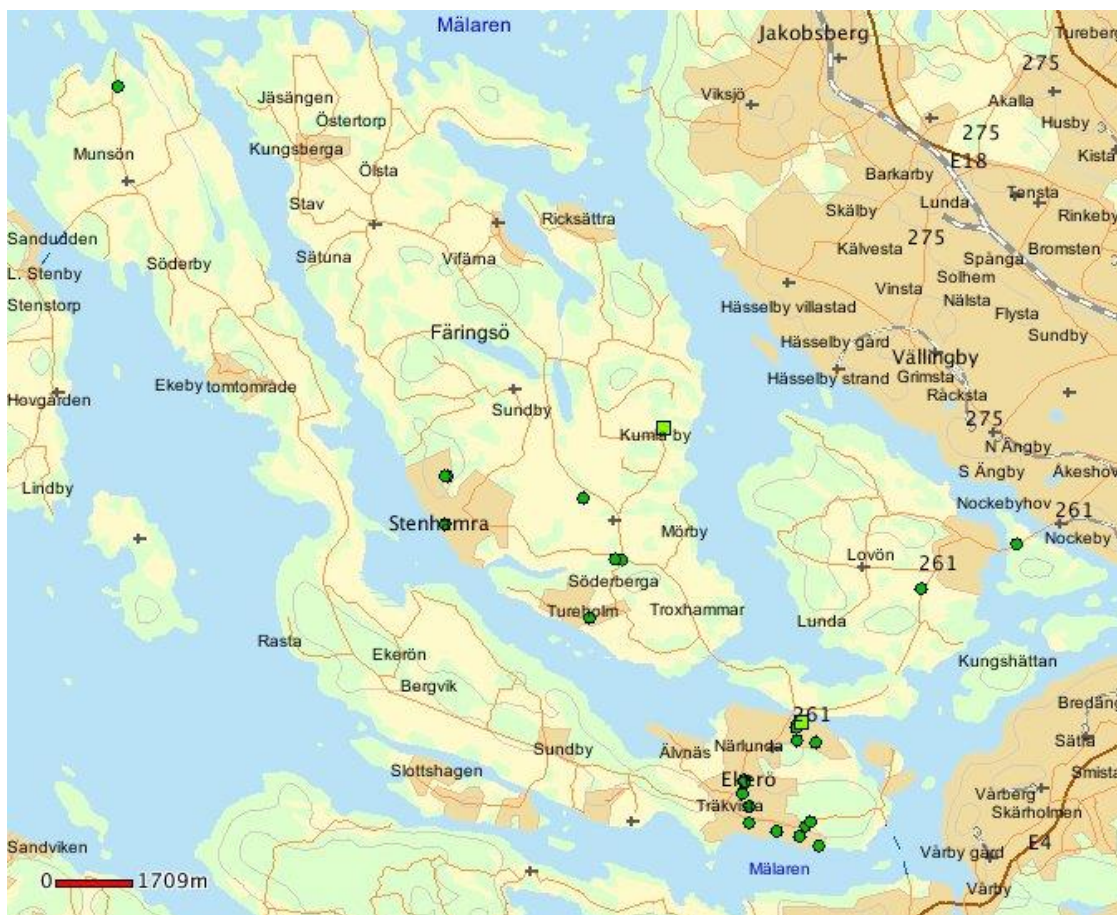 Mälaren
Jakobsberg
Tureberg
275
Viksjö
Akalla
Jäsängen
Östertorp
Husby
275
Kungsberga
Kista
Munsön
E18
Ölsta
Barkarby
Tensta
Stav
Lunda
Rinkeby
Skälby
Ricksättra
Sandudden
275
Kälvesta
Bromsten
Sätuna
Vifärna
Söderby
Spånga
L. Stenby
Solhem
Vinsta
Nälsta
Stenstorp
Hässelby villastad
Flysta
Färingsö
Sundby
Hässelby gård
Vällingby
Hässelby strand
Grimsta
Ekeby tomtområde
Räcksta
Hovgården
Sundby
275
Kumla by
N Ängby
S Ängby
Åkeshov
Lindby
Nockebyhov
261
Stenhamra
Mörby
Nockeby
Lovön
261
Söderberga
Tureholm
Troxhammar
Lunda
Rasta
Ekerön
Kungshättan
Bergvik
Bredäng
261
Sätra
Sundby
Älvnäs
Närlunda
Slottshagen
Ekerö
Smista
Vårberg
Träkvista
Skärholmen
Sandviken
E4
Vårby gård
Mälaren
0
1709m
Vårby